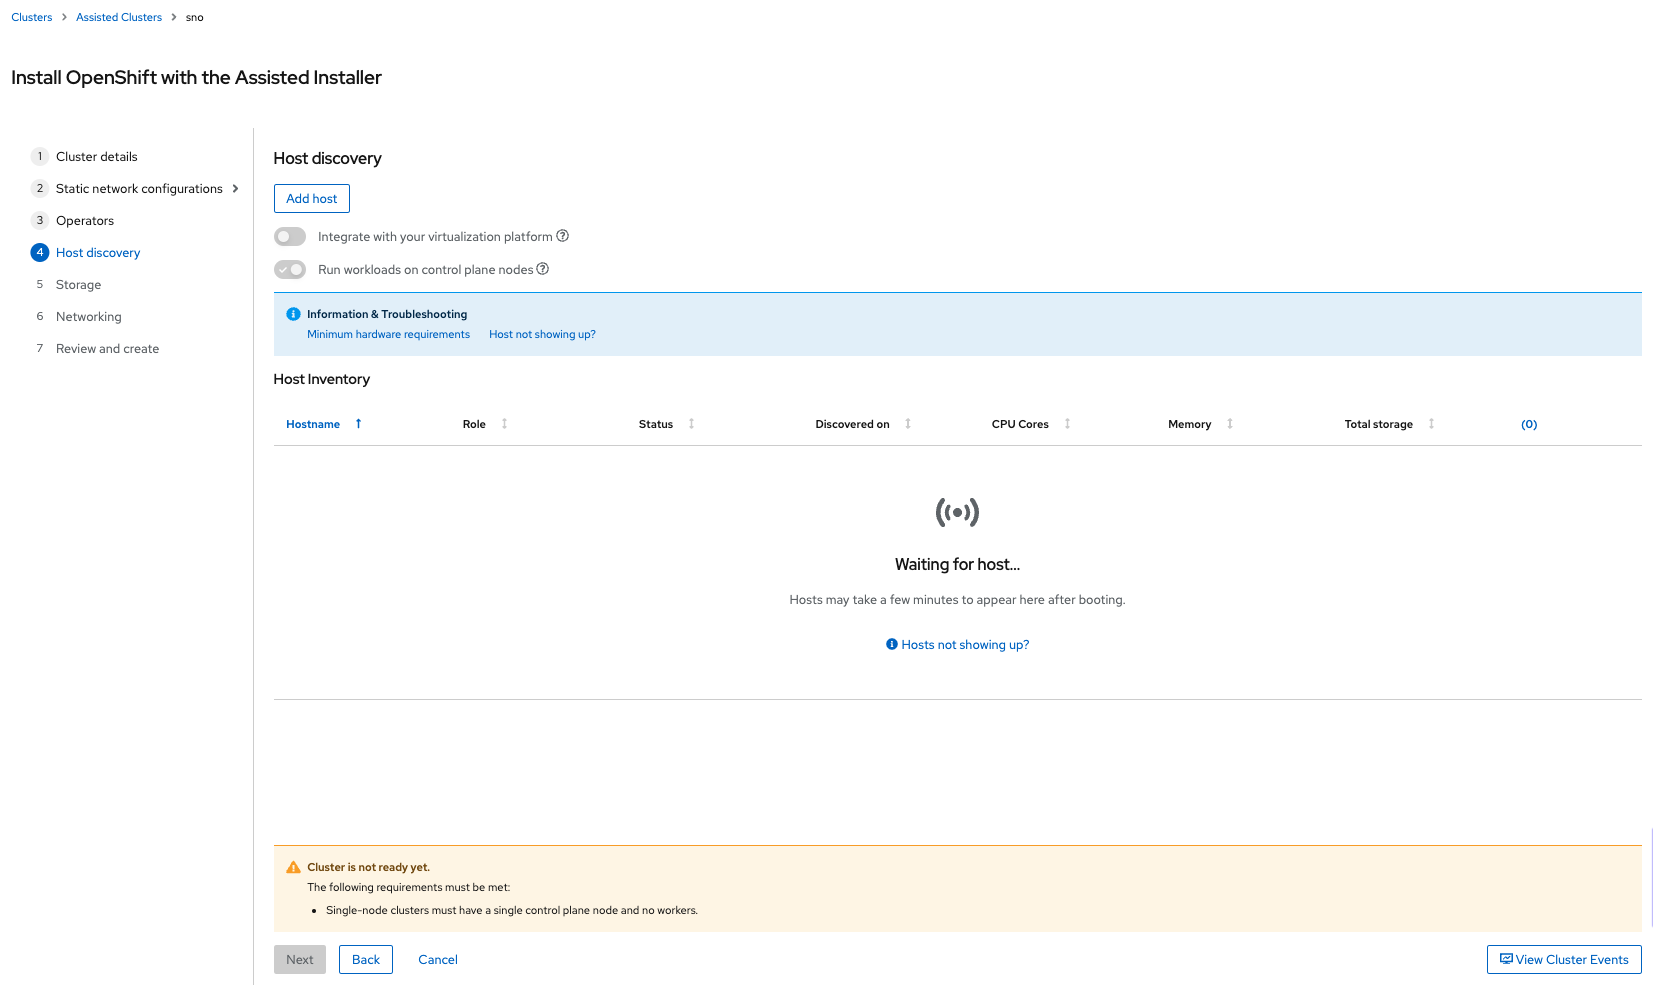 Clusters > Assisted Clusters > sno
Install OpenShift with the Assisted Installer
1 Cluster details
2 Static network configurations
3 Operators
4 Host discovery
5 Storage
6 Networking
7 Review and create
Host discovery
Add host
Integrate with your virtualization platform
Run workloads on control plane nodes
Information & Troubleshooting
Minimum hardware requirements Host not showing up?
Host Inventory
Hostname Role Status Discovered on CPU Cores Memory Total storage (0)
Waiting for host...
Hosts may take a few minutes to appear here after booting.
Hosts not showing up?
Cluster is not ready yet.
The following requirements must be met:
• Single-node clusters must have a single control plane node and no workers.
Next Back Cancel View Cluster Events